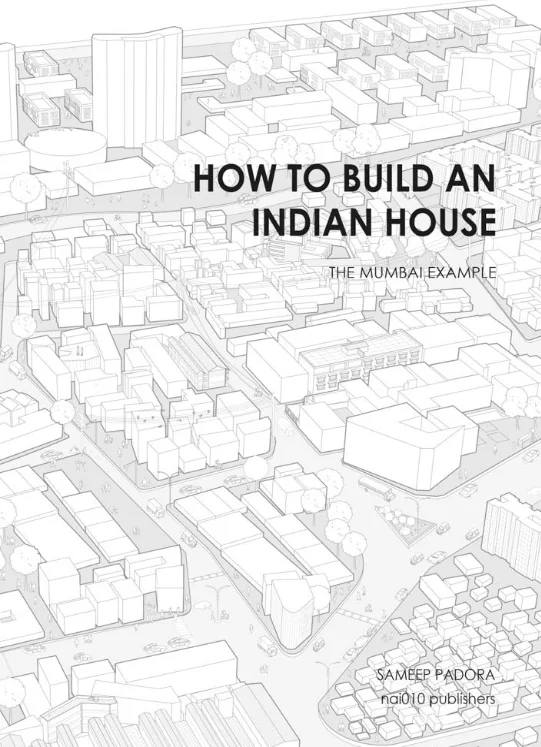 HOW TO BUILD AN
INDIAN HOUSE
THE MUMBAI EXAMPLE
SAMEEP PADORA
nai010 publishers